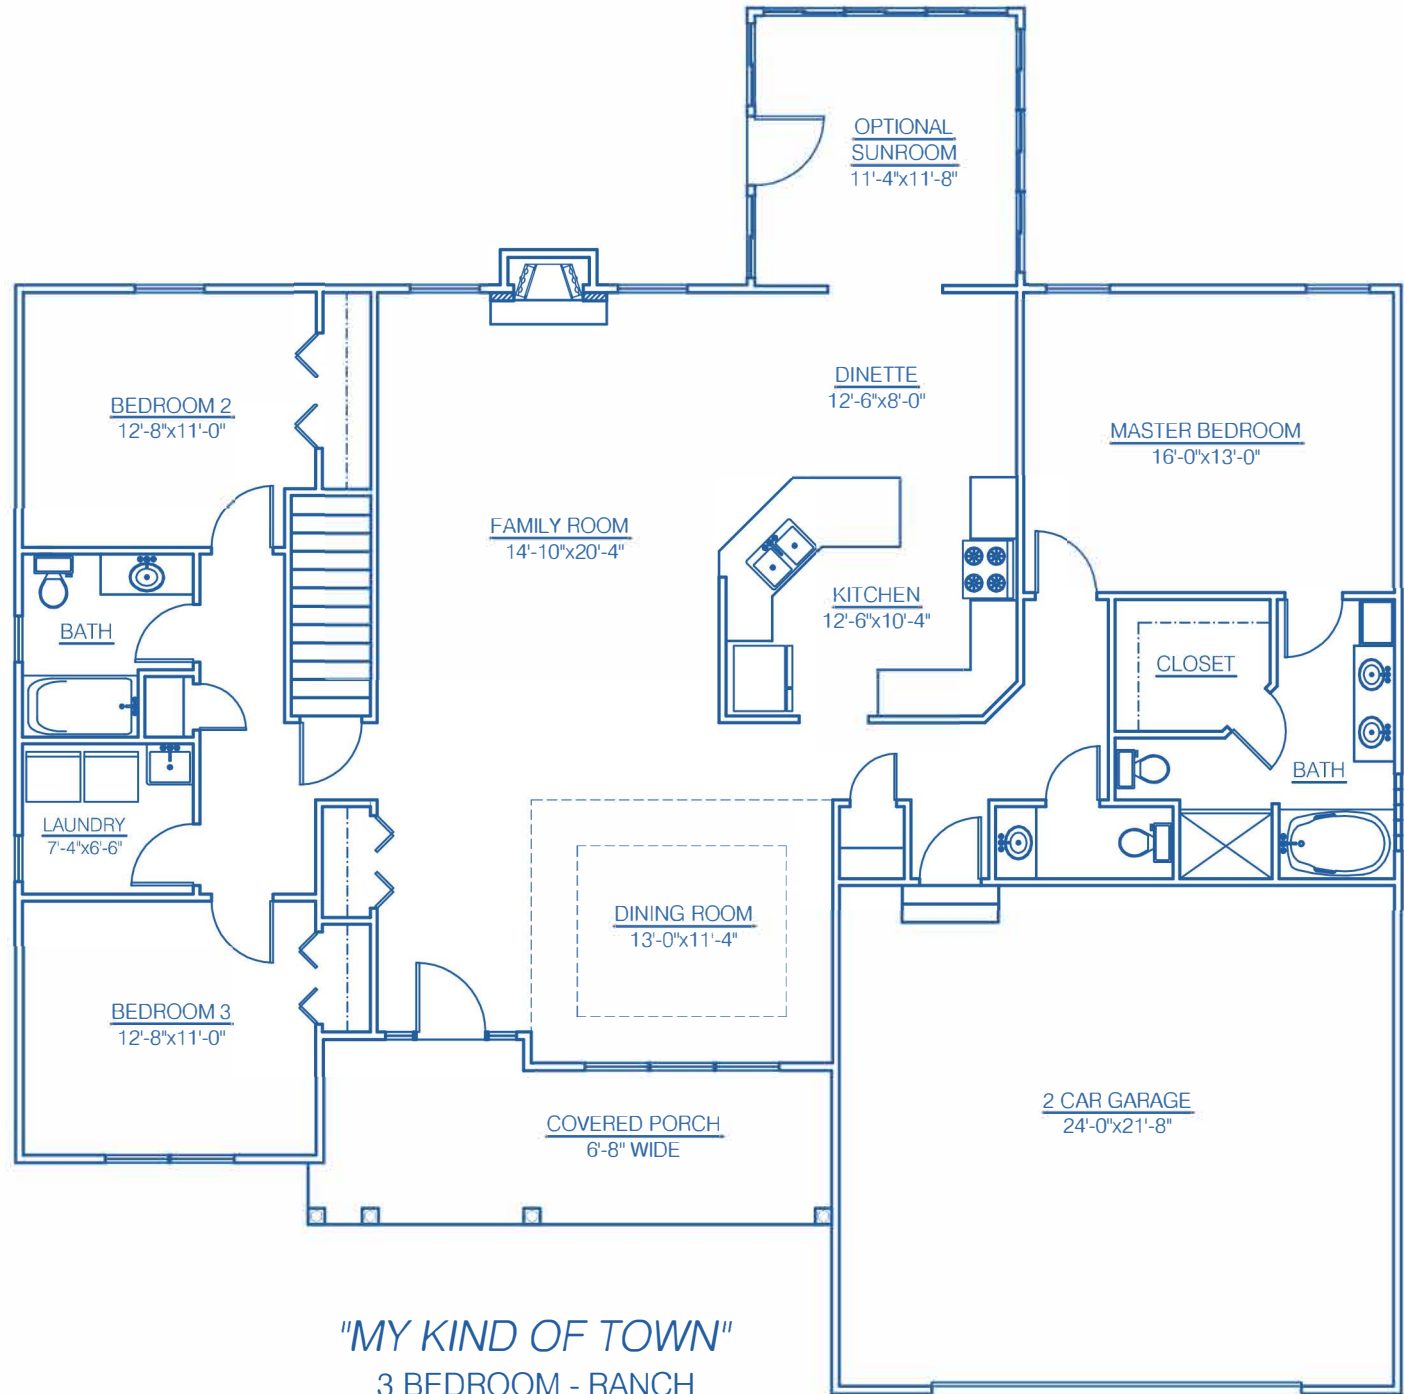 OPTIONAL
SUNROOM
11'-4"x11'-8"
DINETTE
12'-6"x8'-0"
BEDROOM 2
12'-8"x11'-0"
MASTER BEDROOM
16'-0"x13'-0"
FAMILY ROOM
14'-10"x20'-4"
KITCHEN
12'-6"x10'-4"
BATH
CLOSET
BATH
LAUNDRY
7'-4"x6'-6"
DINING ROOM
13'-0"x11'-4"
BEDROOM 3
12'-8"x11'-0"
COVERED PORCH
6'-8" WIDE
2 CAR GARAGE
24'-0"x21'-8"
"MY KIND OF TOWN"
3 BEDROOM - RANCH